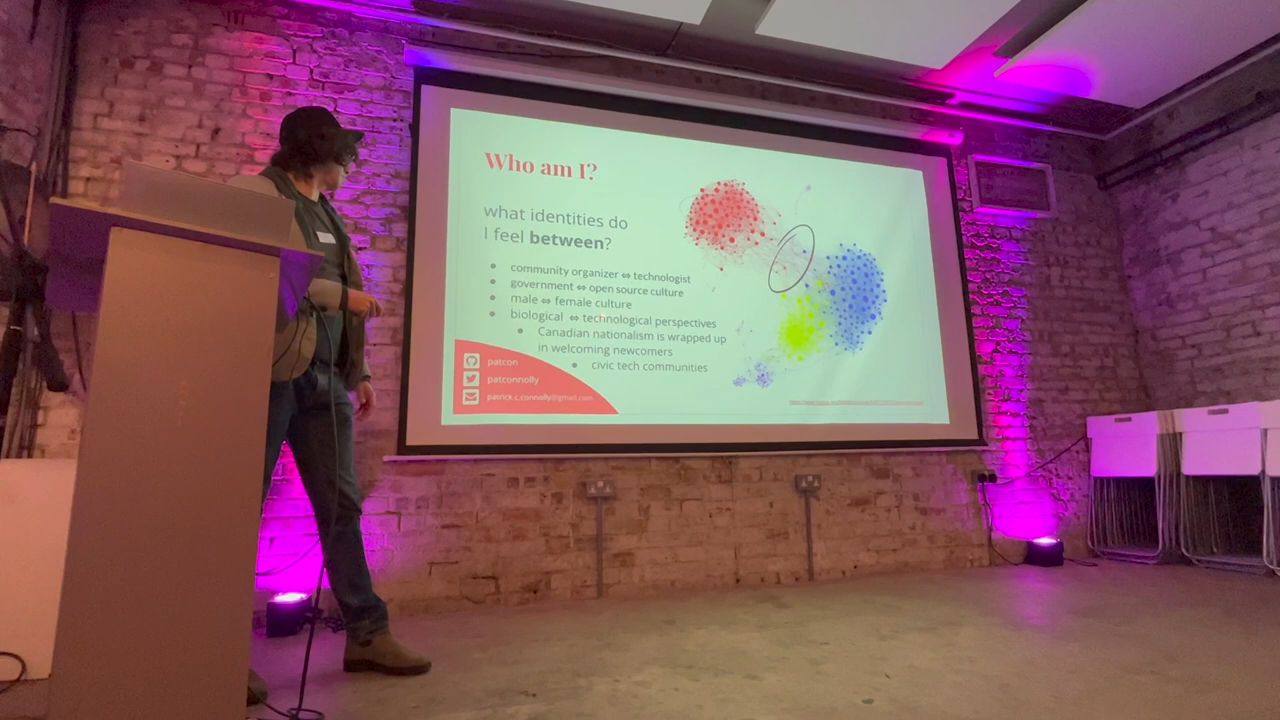 Who am I?
what identities do
I feel between?
community organizer ⇔ technologist
government ⇔ open source culture
male ⇔ female culture
biological ⇔ technological perspectives
Canadian nationalism is wrapped up
in welcoming newcomers
civic tech communities
patcon
patconnolly
patrick.c.connolly@gmail.com